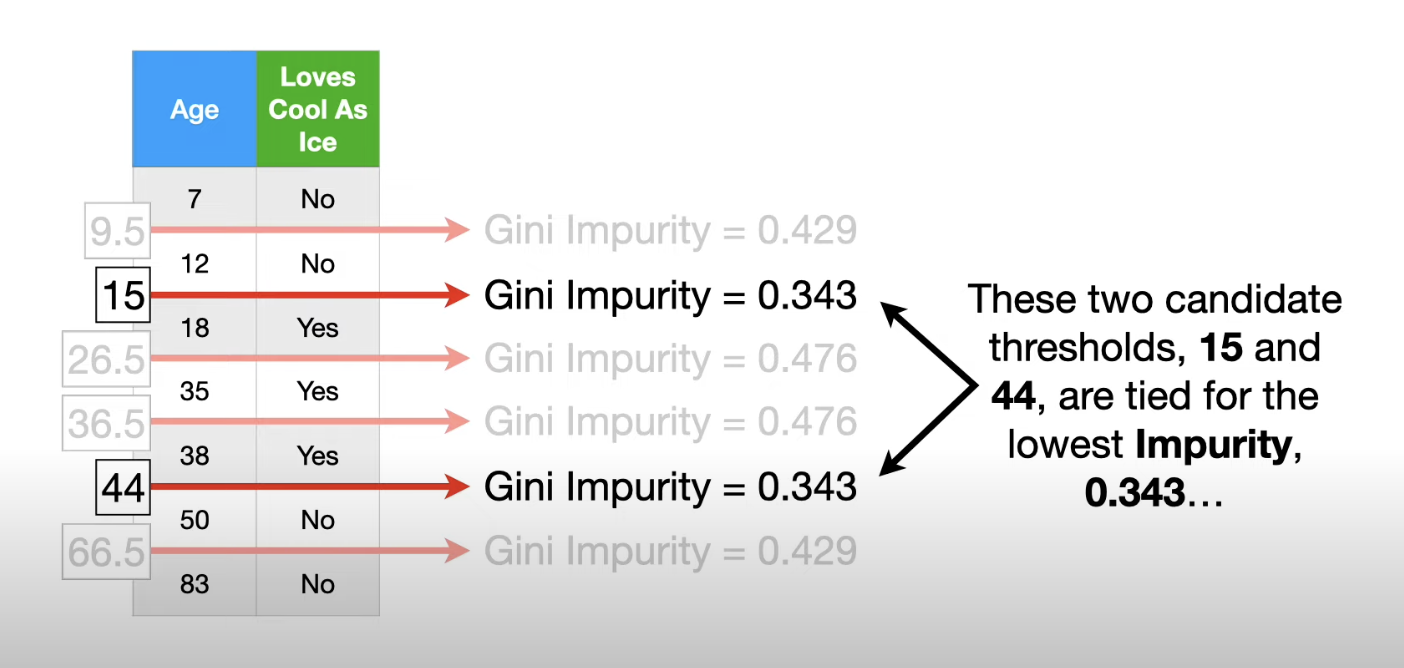 Age
Loves
Cool As
Ice
7 No
9.5 Gini Impurity = 0.429
12 No
15 Gini Impurity = 0.343
18 Yes
26.5 Gini Impurity = 0.476
35 Yes
36.5 Gini Impurity = 0.476
38 Yes
44 Gini Impurity = 0.343
50 No
66.5 Gini Impurity = 0.429
83 No
These two candidate
thresholds, 15 and
44, are tied for the
lowest Impurity,
0.343...